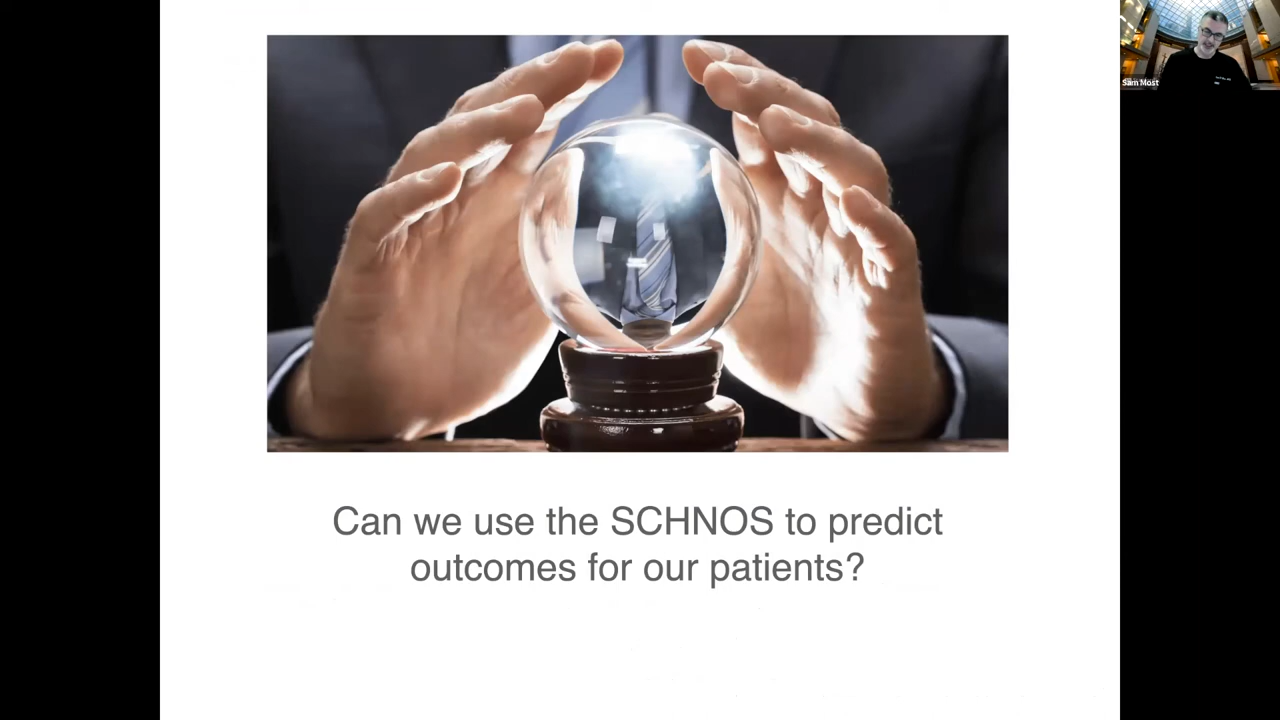 Sam Most
Can we use the SCHNOS to predict
outcomes for our patients?